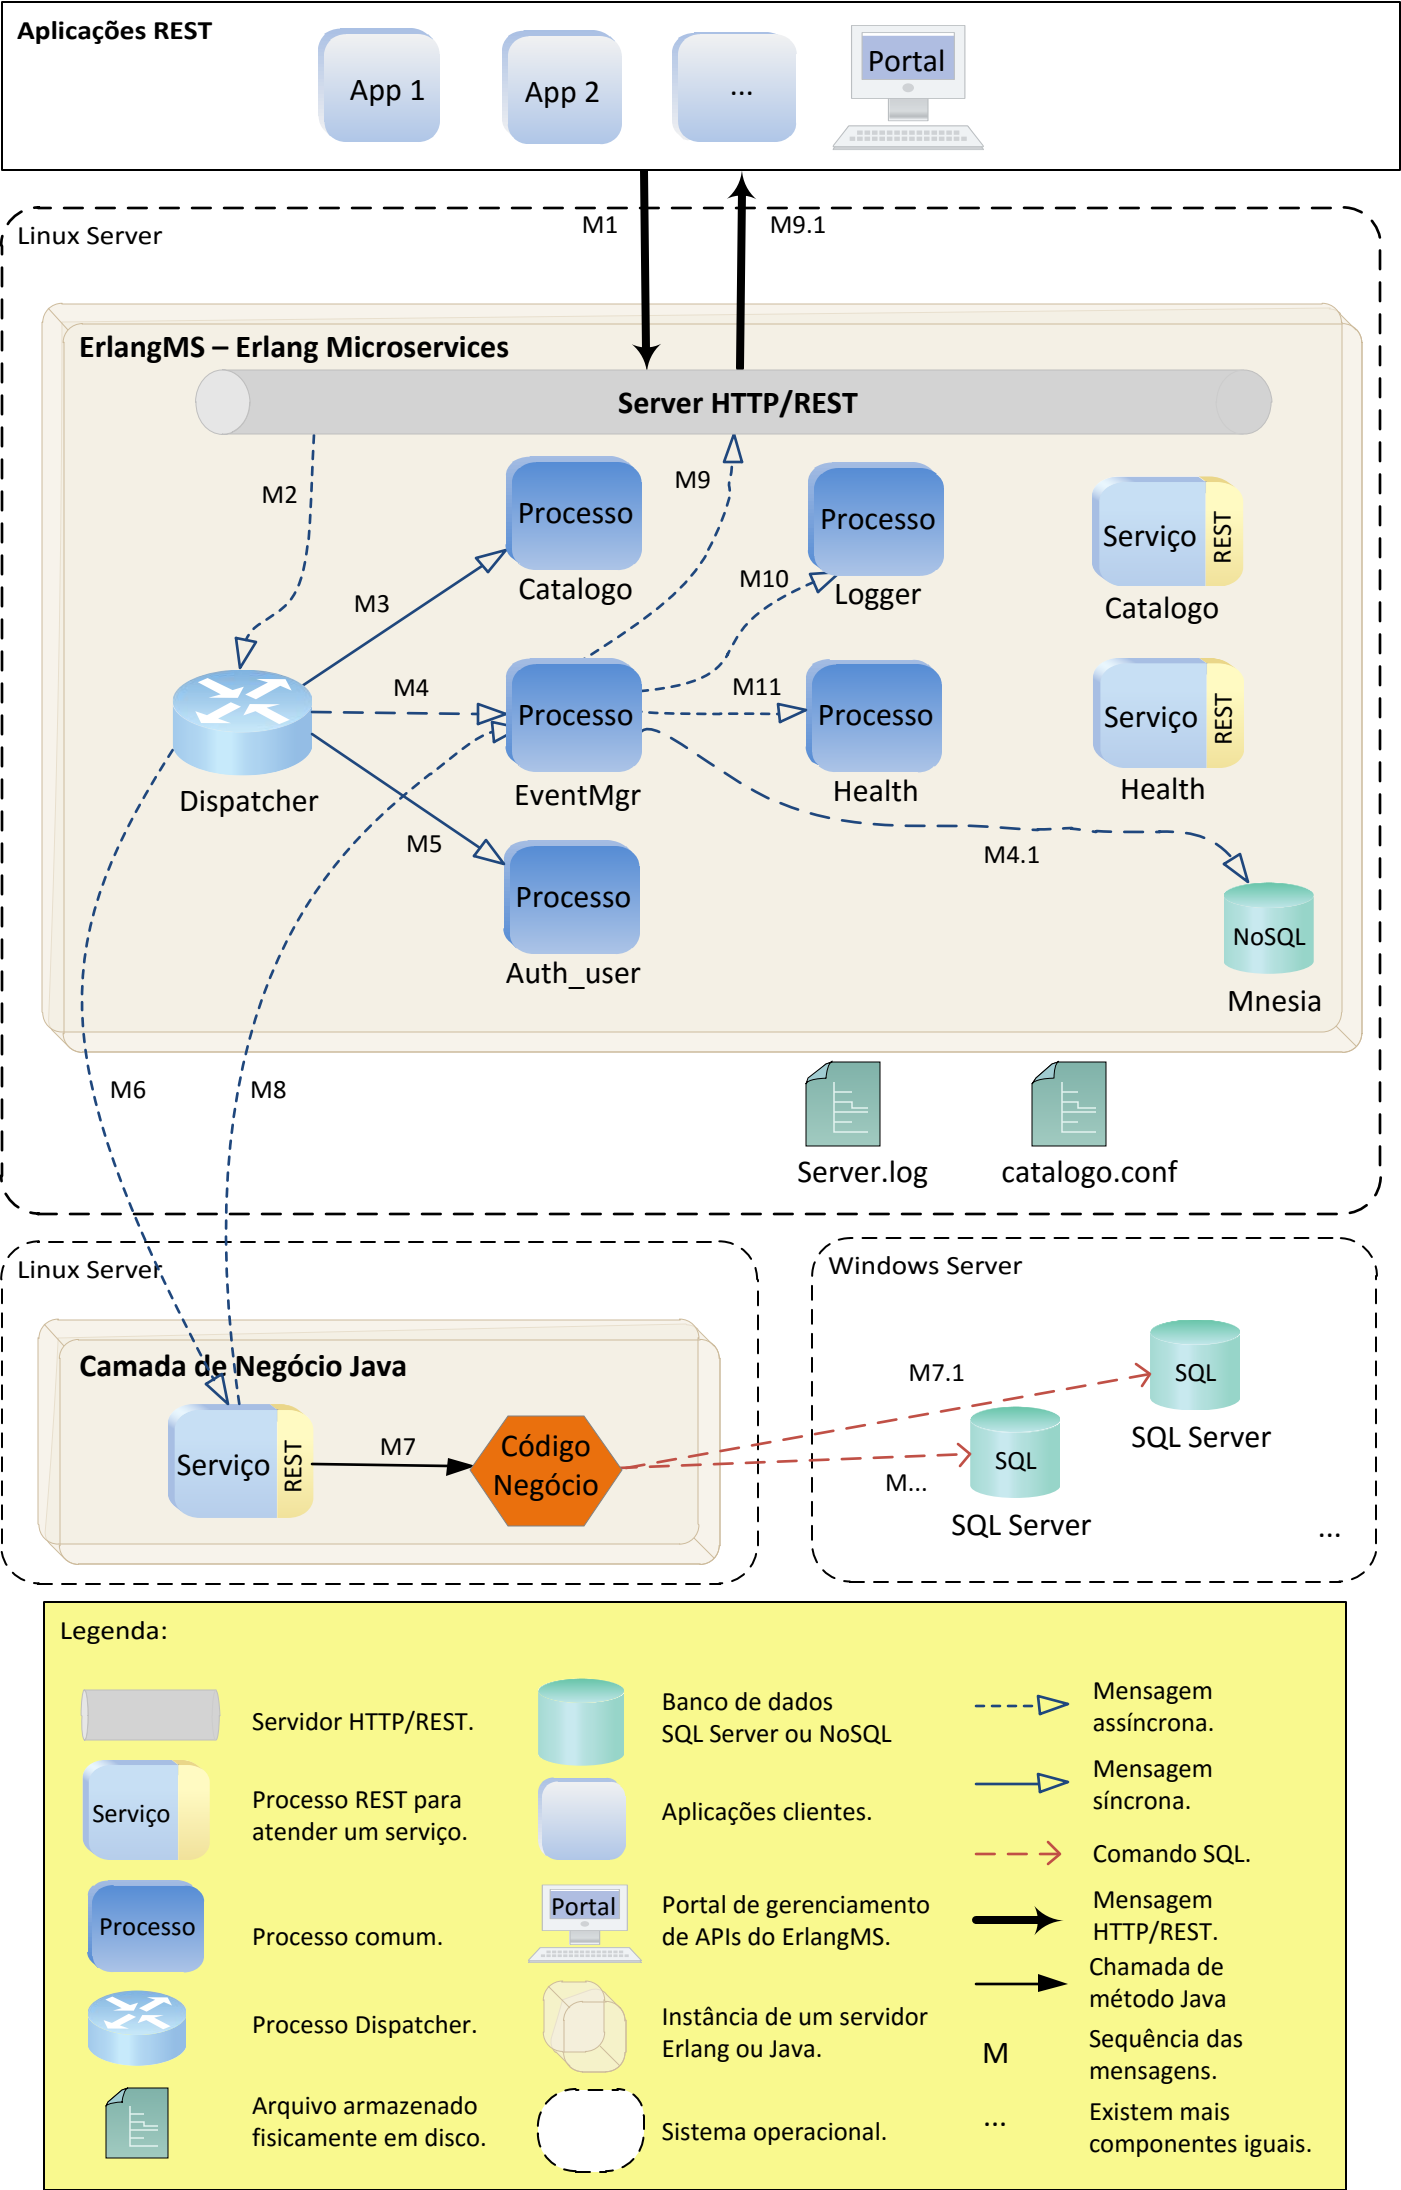 Aplicações REST
App 1
App 2
...
Portal
M1
M9.1
Linux Server
ErlangMS – Erlang Microservices
Server HTTP/REST
M2
M9
Processo
Catalogo
Processo
Logger
Serviço
REST
Catalogo
M3
M10
M4
M11
Dispatcher
Processo
EventMgr
Processo
Health
Serviço
REST
Health
M5
M4.1
Processo
Auth_user
NoSQL
Mnesia
M6
M8
Server.log
catalogo.conf
Linux Server
Camada de Negócio Java
Serviço
REST
M7
Código
Negócio
Windows Server
M7.1
M...
SQL
SQL Server
SQL
SQL Server
...
Legenda:
Servidor HTTP/REST.
Serviço
Processo REST para
atender um serviço.
Processo
Processo comum.
Processo Dispatcher.
Arquivo armazenado
fisicamente em disco.
Banco de dados
SQL Server ou NoSQL
Aplicações clientes.
Portal
Portal de gerenciamento
de APIs do ErlangMS.
Instância de um servidor
Erlang ou Java.
Sistema operacional.
Mensagem
assíncrona.
Mensagem
síncrona.
Comando SQL.
Mensagem
HTTP/REST.
Chamada de
método Java
M
Sequência das
mensagens.
...
Existem mais
componentes iguais.